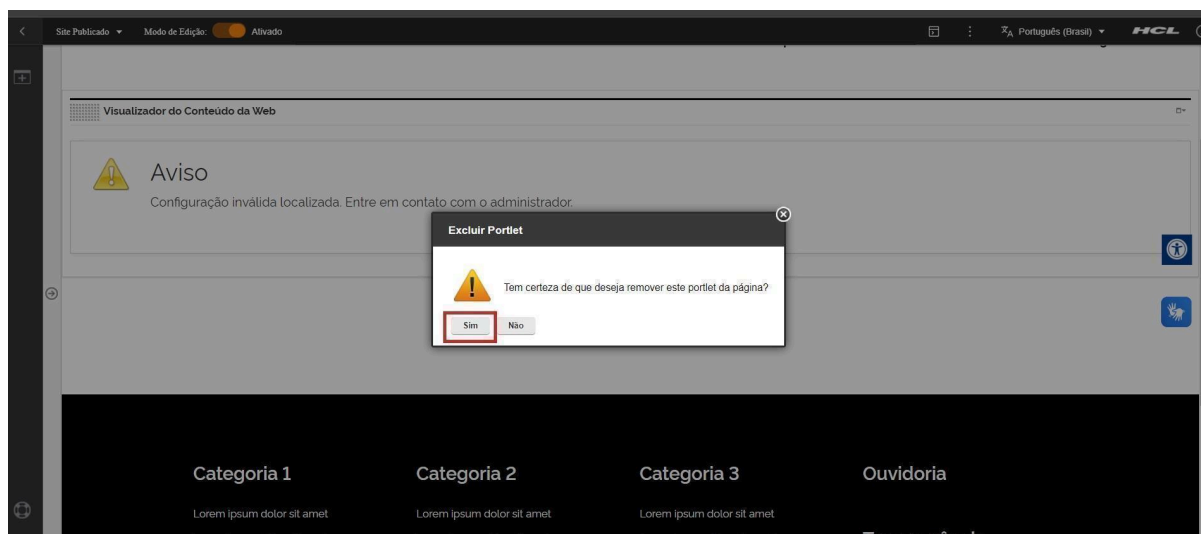 Site Publicado
Modo de Edição:
Ativado
Português (Brasil)
HCL
Visualizador do Conteúdo da Web
Aviso
Configuração inválida localizada. Entre em contato com o administrador.
Excluir Portlet
Tem certeza de que deseja remover este portlet da página?
Sim
Não
Categoria 1
Categoria 2
Categoria 3
Ouvidoria
Lorem ipsum dolor sit amet
Lorem ipsum dolor sit amet
Lorem ipsum dolor sit amet